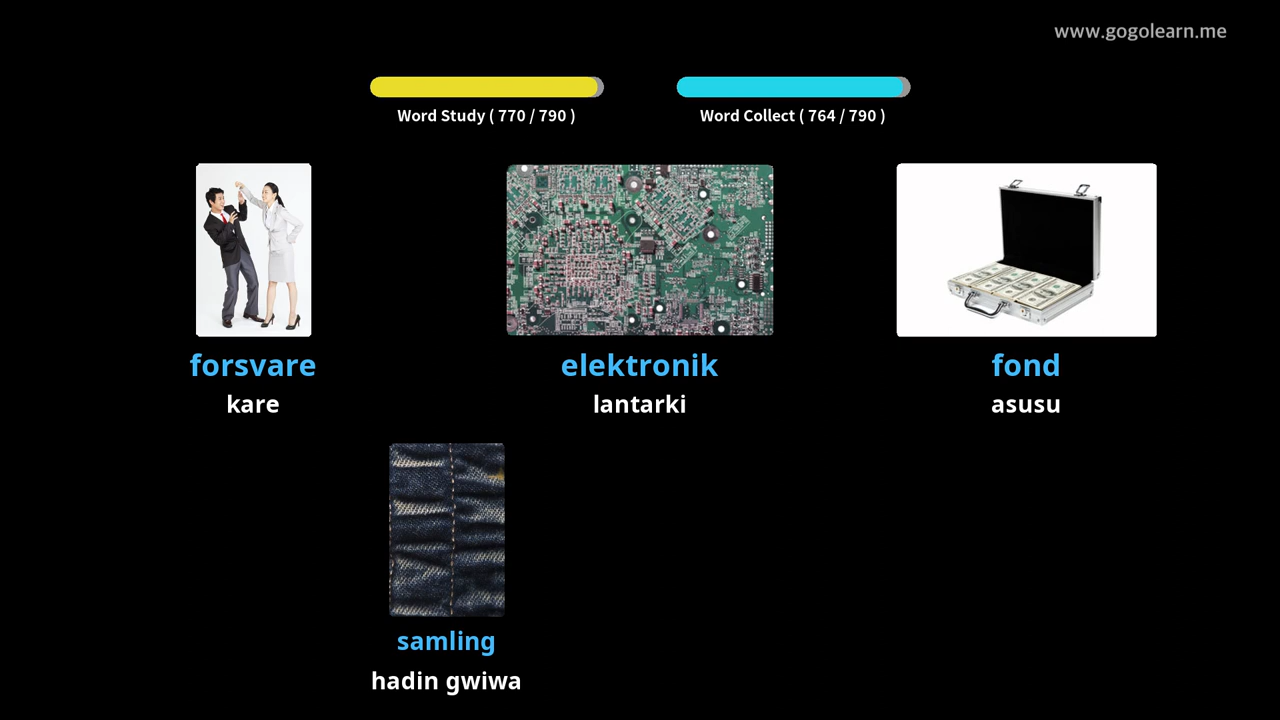 www.gogolearn.me
Word Study ( 770 / 790 )
Word Collect ( 764 / 790 )
forsvare
kare
elektronik
lantarki
fond
asusu
samling
hadin gwiwa